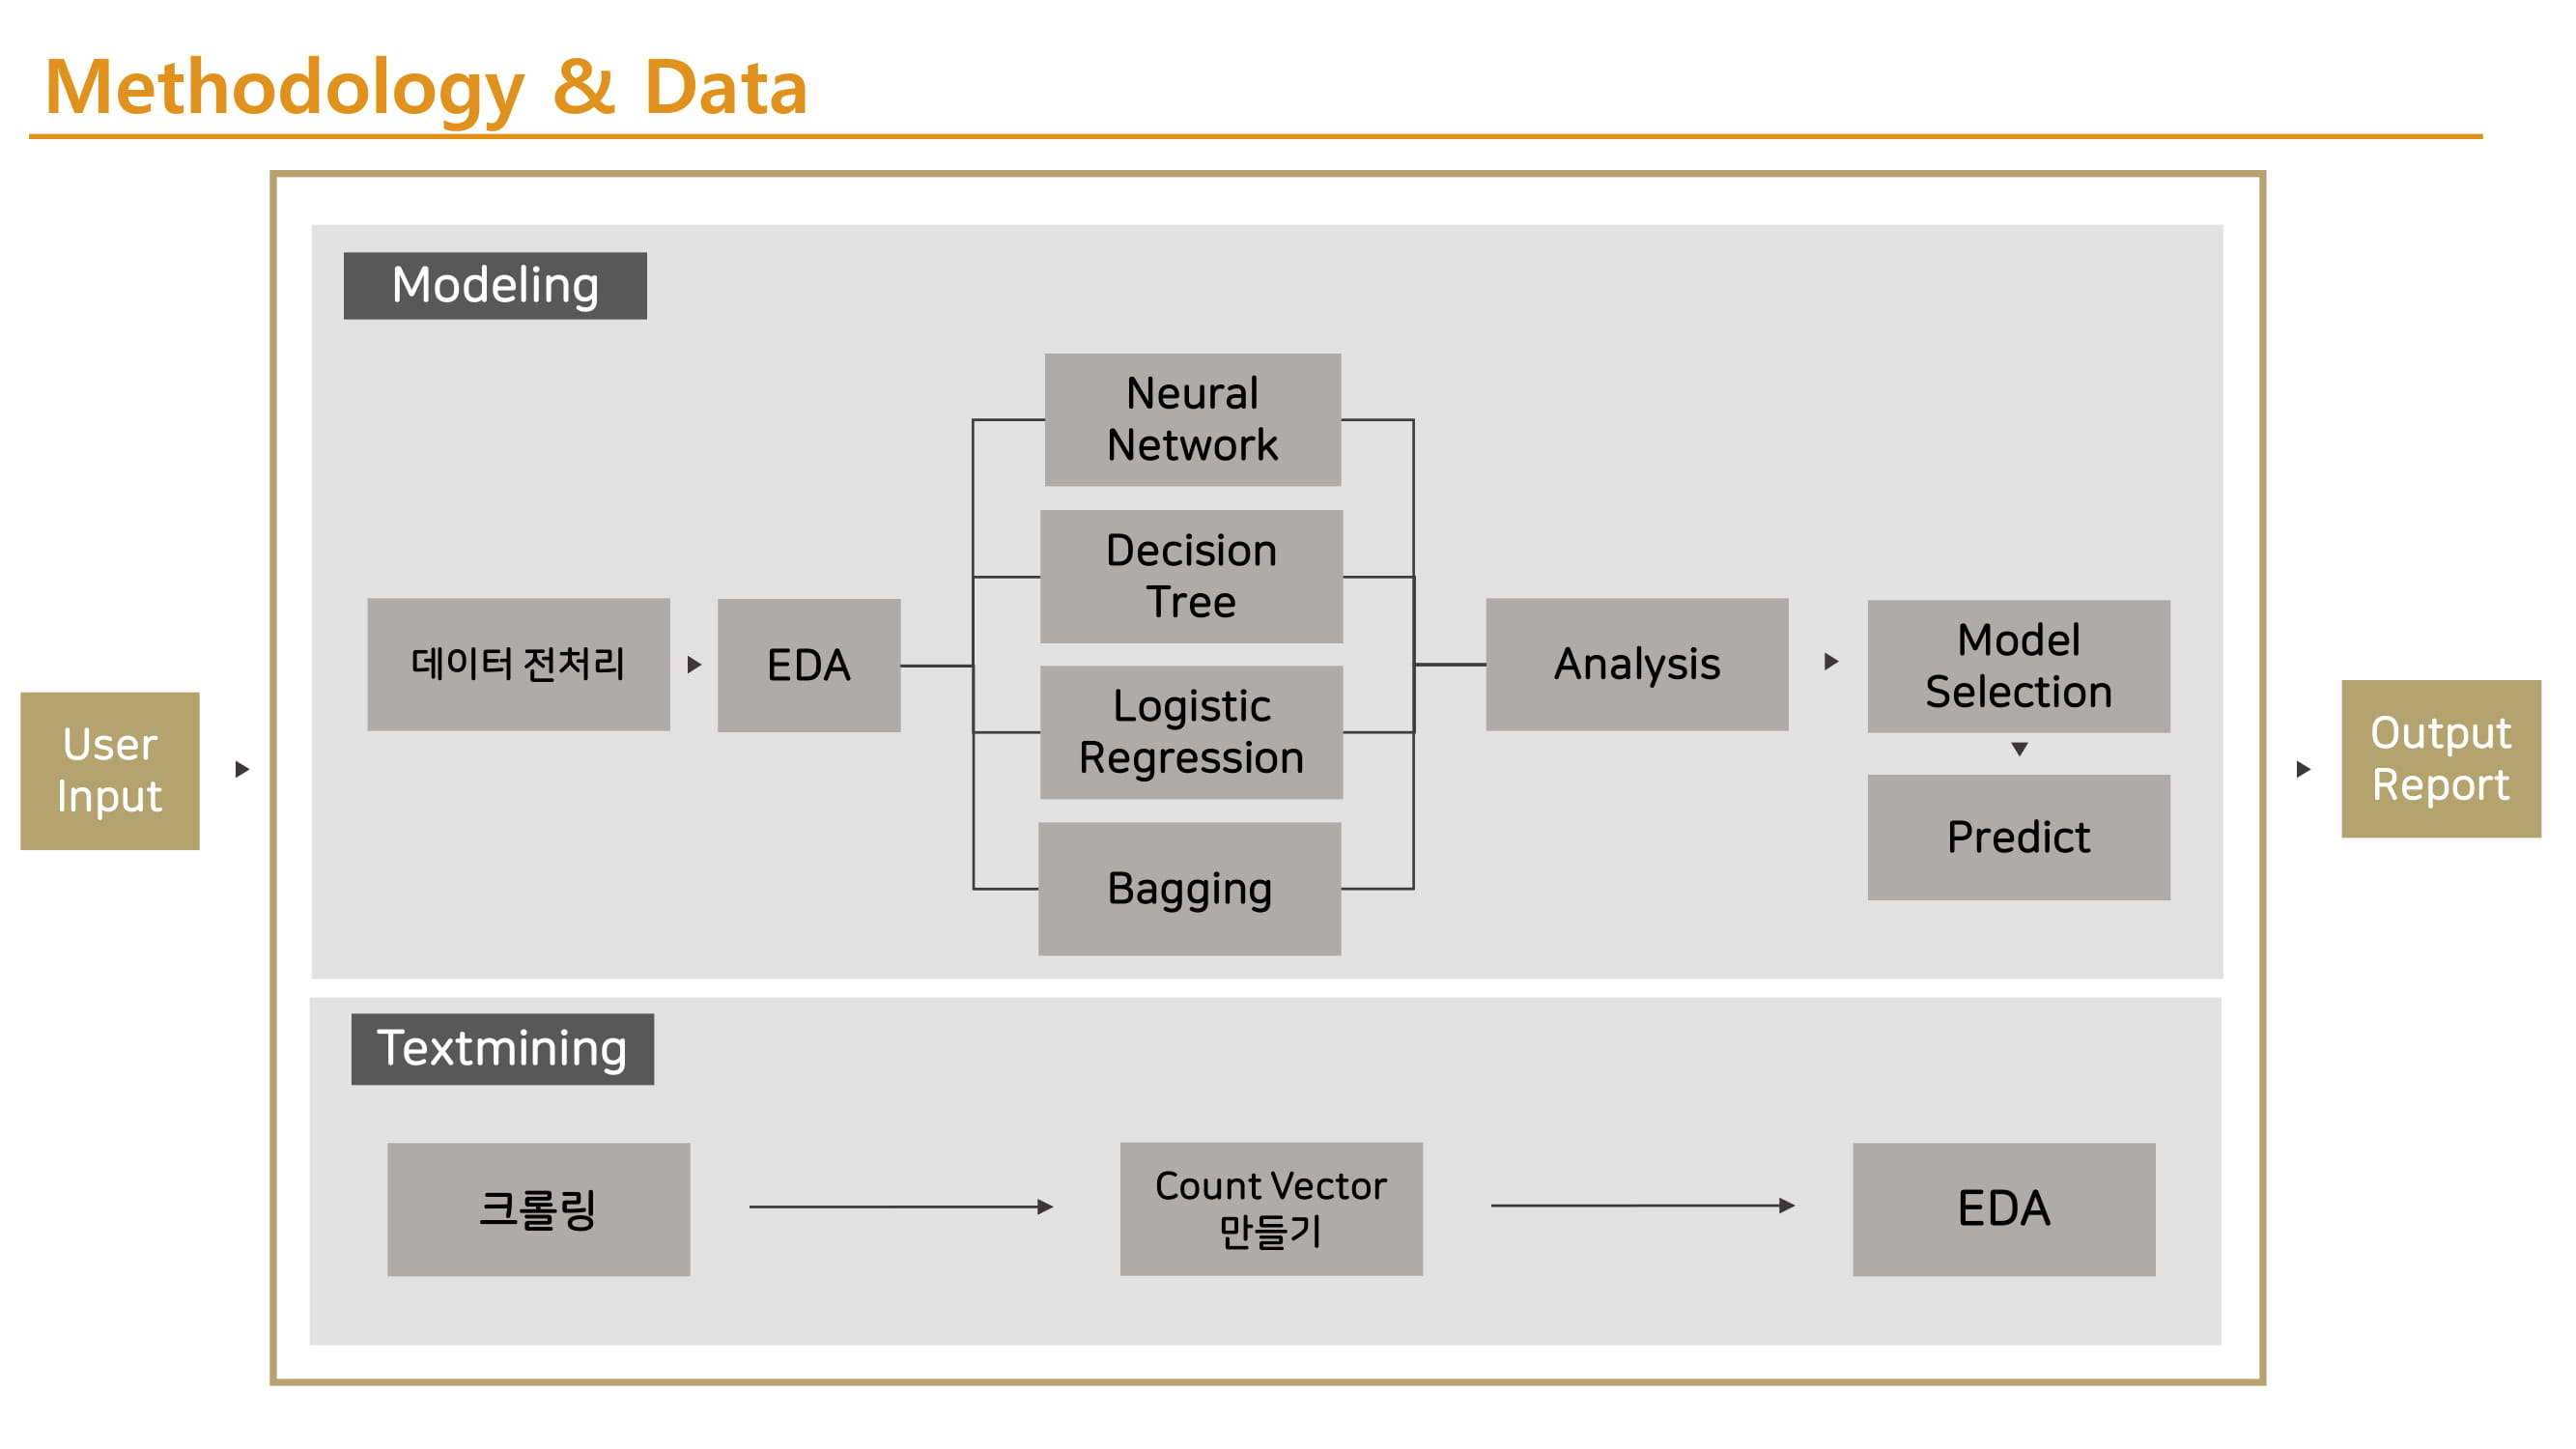 Methodology & Data
User
Input
Modeling
데이터 전처리
EDA
Neural
Network
Decision
Tree
Logistic
Regression
Bagging
Analysis
Model
Selection
Predict
Textmining
크롤링
Count Vector
만들기
EDA
Output
Report